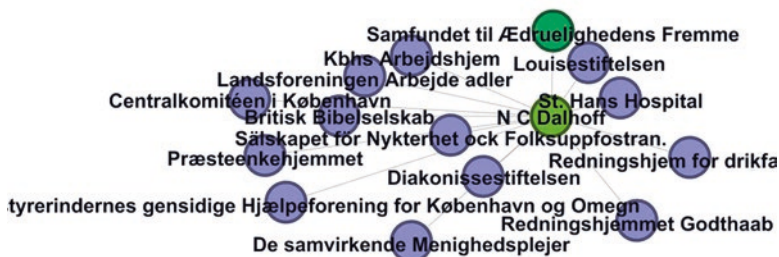 Samfundet til Ædruelighedens Fremme
Kbhs Arbejdshjem
Louisestiftelsen
Landsforeningen Arbejde adler
Centralkomitéen i København
St. Hans Hospital
Britisk Bibelselskab
N C Dalhoff
Sälskapet för Nykterhet ock Folksuppfostran.
Præsteenkehjemmet
Redningshjem for drikfa
Diakonissestiftelsen
styrerindernes gensidige Hjælpeforening for København og Omegn
Redningshjemmet Godthaab
De samvirkende Menighedsplejer